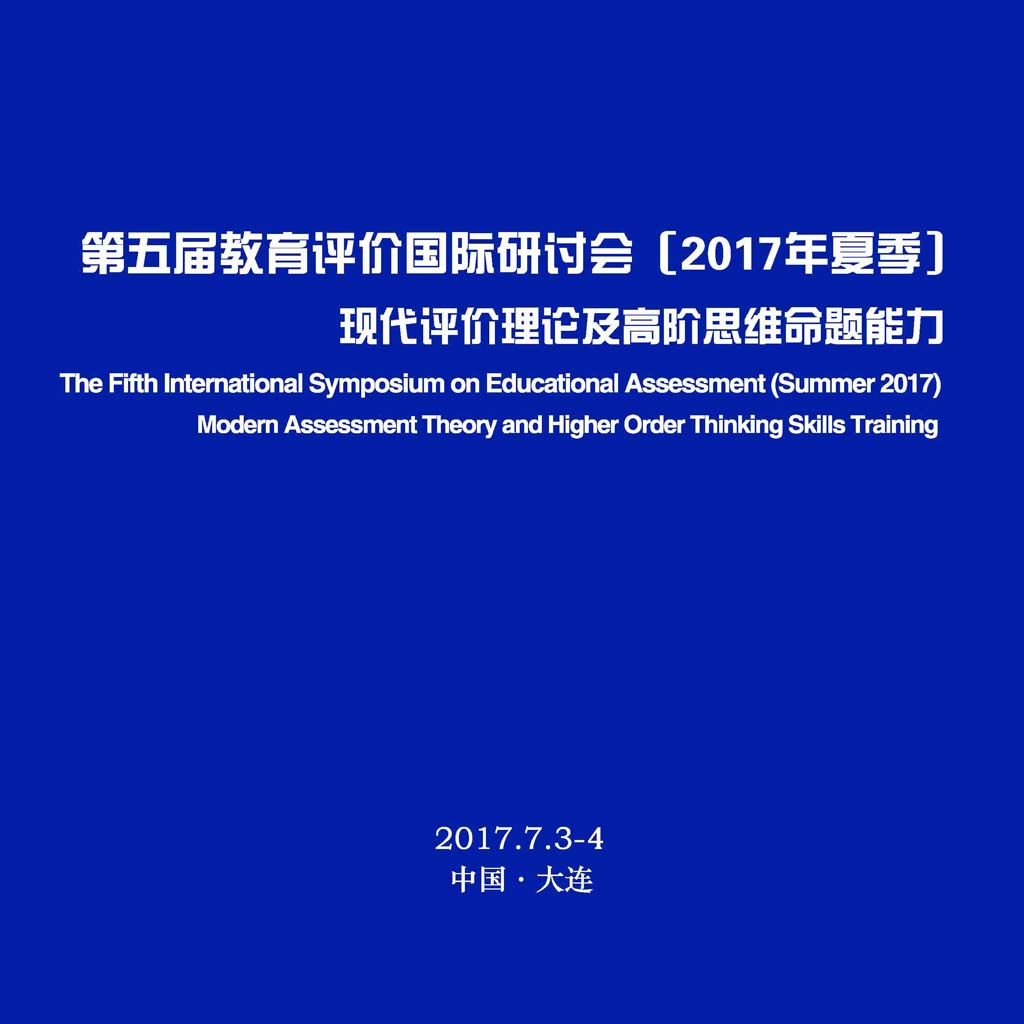 第五届教育评价国际研讨会〔2017年夏季〕
现代评价理论及高阶思维命题能力
The Fifth International Symposium on Educational Assessment (Summer 2017)
Modern Assessment Theory and Higher Order Thinking Skills Training
2017.7.3-4
中国·大连